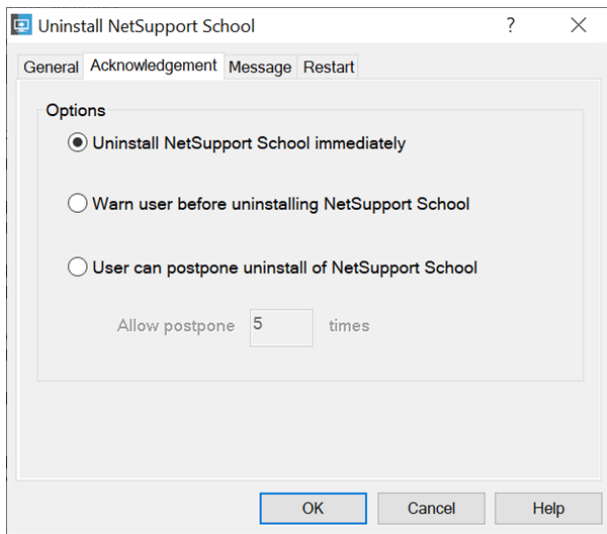 Uninstall NetSupport School ?
General Acknowledgement Message Restart
Options
Uninstall NetSupport School immediately
Warn user before uninstalling NetSupport School
User can postpone uninstall of NetSupport School
Allow postpone 5 times
OK Cancel Help